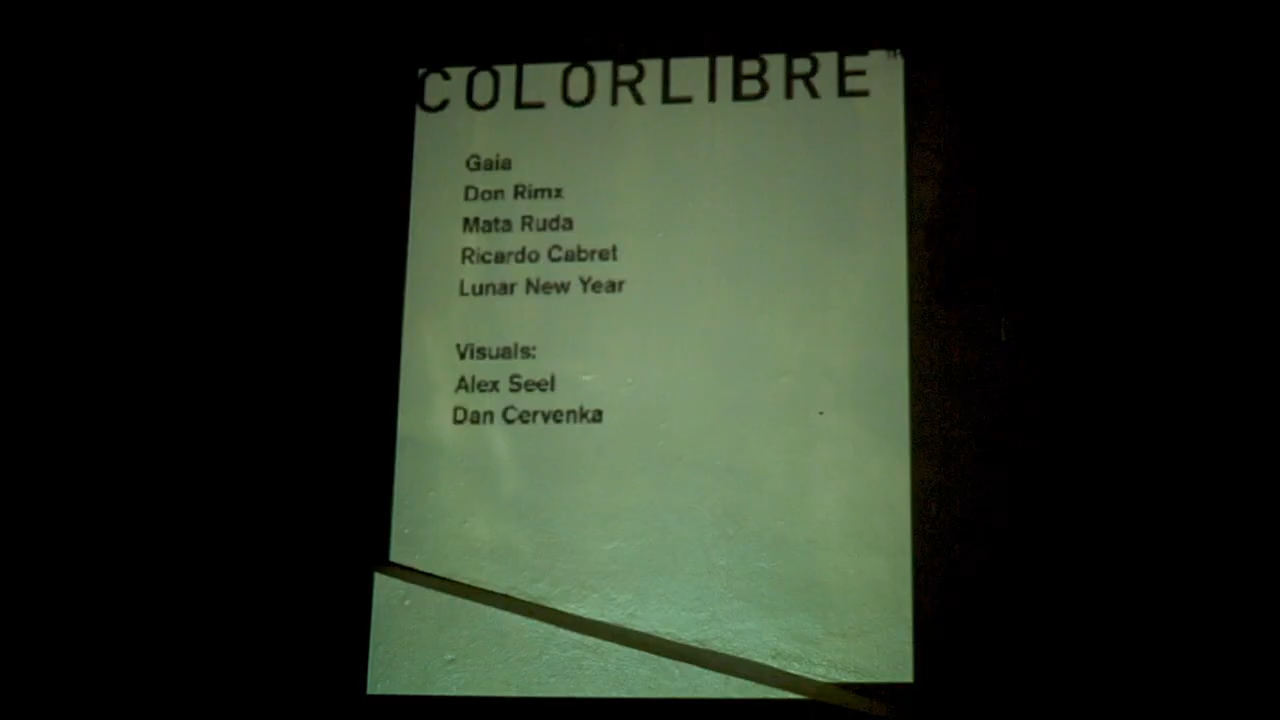 COLORLIBRE
Gaia
Don Rimx
Mata Ruda
Ricardo Cabret
Lunar New Year
Visuals:
Alex Seel
Dan Cervenka